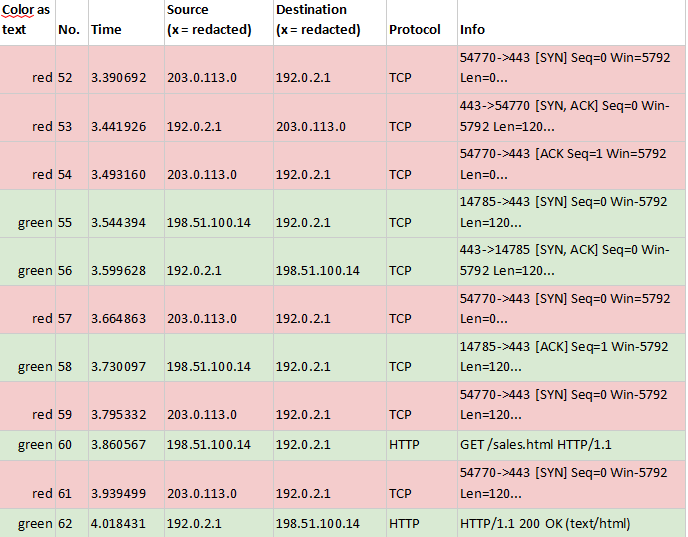 Color as text No. Time Source (x = redacted) Destination (x = redacted) Protocol Info
red 52 3.390692 203.0.113.0 192.0.2.1 TCP 54770->443 [SYN] Seq=0 Win=5792 Len=0...
red 53 3.441926 192.0.2.1 203.0.113.0 TCP 443->54770 [SYN, ACK] Seq=0 Win-5792 Len=120...
red 54 3.493160 203.0.113.0 192.0.2.1 TCP 54770->443 [ACK Seq=1 Win=5792 Len=0...
green 55 3.544394 198.51.100.14 192.0.2.1 TCP 14785->443 [SYN] Seq=0 Win-5792 Len=120...
green 56 3.599628 192.0.2.1 198.51.100.14 TCP 443->14785 [SYN, ACK] Seq=0 Win-5792 Len=120...
red 57 3.664863 203.0.113.0 192.0.2.1 TCP 54770->443 [SYN] Seq=0 Win=5792 Len=0...
green 58 3.730097 198.51.100.14 192.0.2.1 TCP 14785->443 [ACK] Seq=1 Win-5792 Len=120...
red 59 3.795332 203.0.113.0 192.0.2.1 TCP 54770->443 [SYN] Seq=0 Win=5792 Len=120...
green 60 3.860567 198.51.100.14 192.0.2.1 HTTP GET /sales.html HTTP/1.1
red 61 3.939499 203.0.113.0 192.0.2.1 TCP 54770->443 [SYN] Seq=0 Win=5792 Len=120...
green 62 4.018431 192.0.2.1 198.51.100.14 HTTP HTTP/1.1 200 OK (text/html)